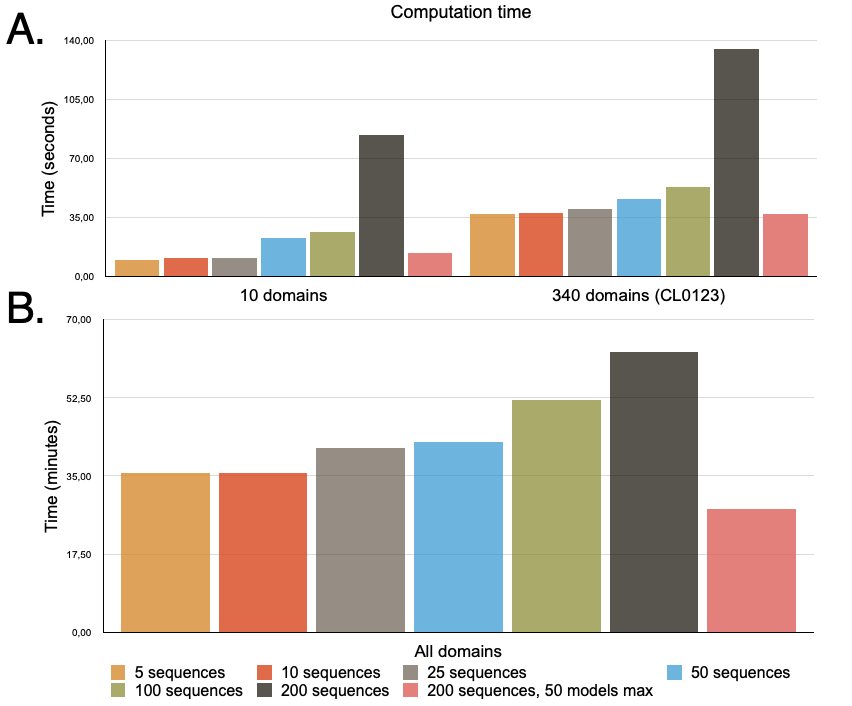 Computation time
A.
140,00
105,00
70,00
35,00
0,00
Time (seconds)
10 domains 340 domains (CL0123)
B.
70,00
52,50
35,00
17,50
0,00
Time (minutes)
All domains
5 sequences 10 sequences 25 sequences 50 sequences
100 sequences 200 sequences 200 sequences, 50 models max